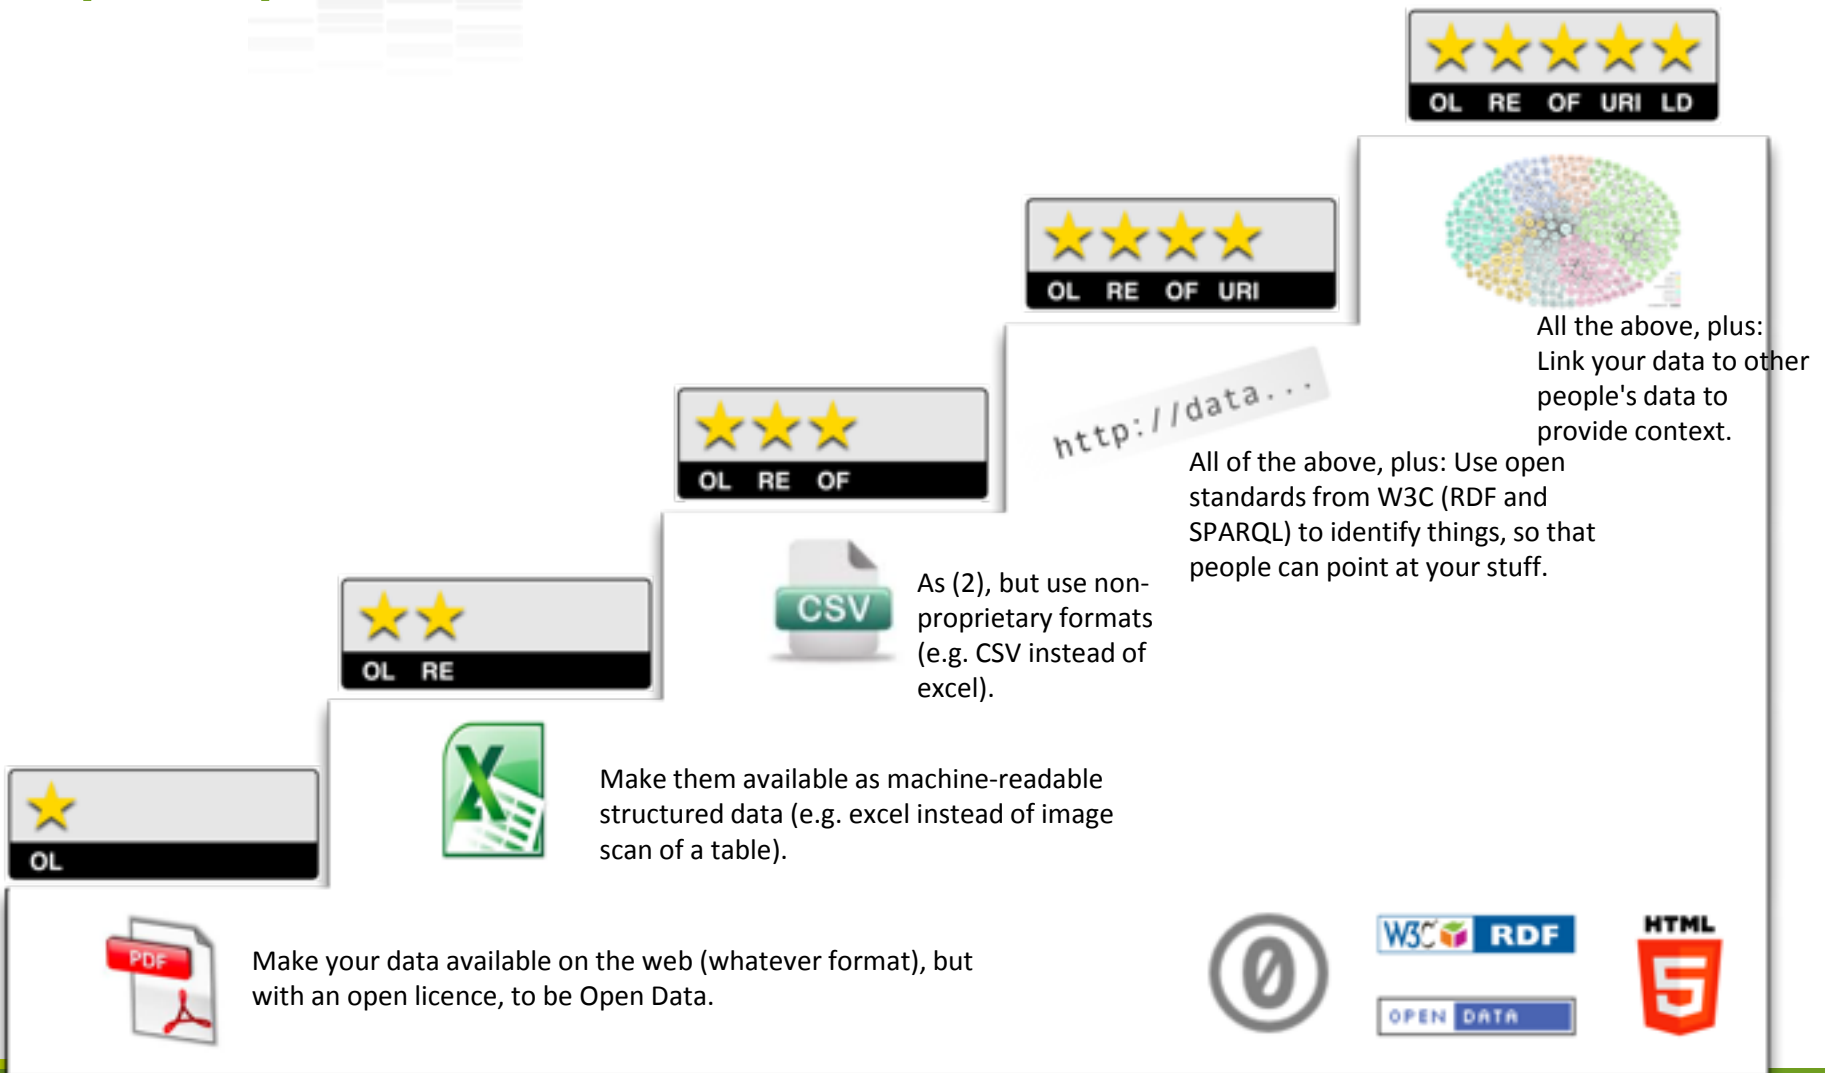 OL RE OF URI LD
All the above, plus:
Link your data to other
people's data to
provide context.
OL RE OF URI
http://data...
All of the above, plus: Use open
standards from W3C (RDF and
SPARQL) to identify things, so that
people can point at your stuff.
OL RE OF
CSV
As (2), but use non-
proprietary formats
(e.g. CSV instead of
excel).
OL RE
X
Make them available as machine-readable
structured data (e.g. excel instead of image
scan of a table).
OL
PDF
Make your data available on the web (whatever format), but
with an open licence, to be Open Data.
0
W3C RDF
OPEN DATA
HTML
5